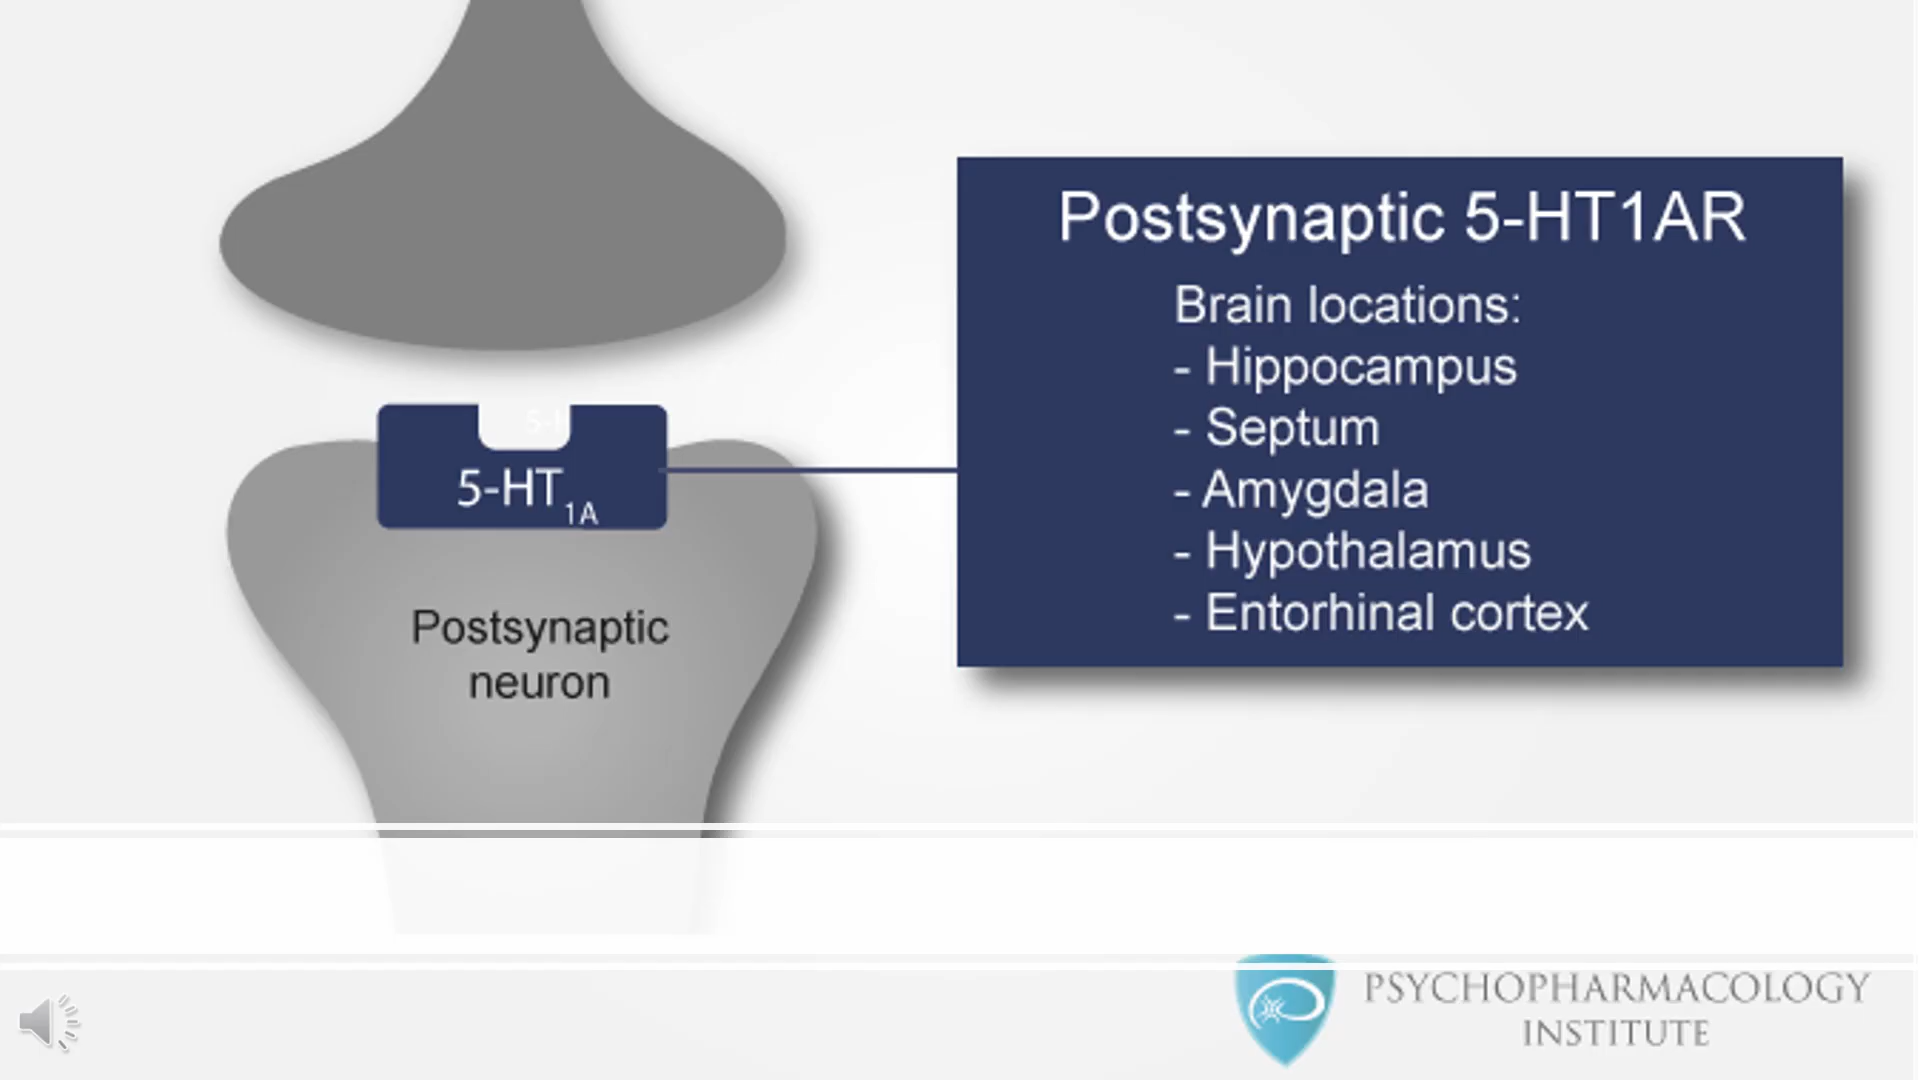 Postsynaptic 5-HT1AR
Brain locations:
- Hippocampus
- Septum
- Amygdala
- Hypothalamus
- Entorhinal cortex
5-HT1A
Postsynaptic
neuron
PSYCHOPHARMACOLOGY
INSTITUTE